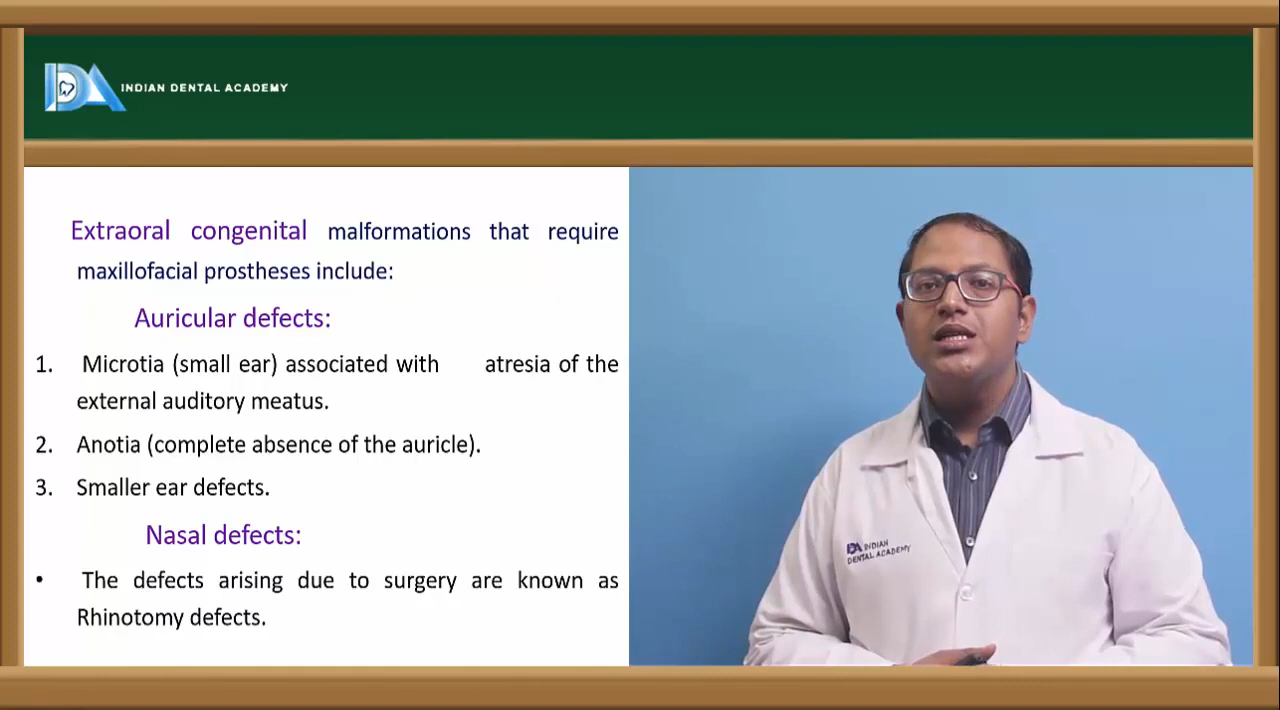 INDIAN DENTAL ACADEMY
Extraoral congenital malformations that require
maxillofacial prostheses include:
Auricular defects:
1. Microtia (small ear) associated with atresia of the
external auditory meatus.
2. Anotia (complete absence of the auricle).
3. Smaller ear defects.
Nasal defects:
• The defects arising due to surgery are known as
Rhinotomy defects.
INDIAN
DENTAL ACADEMY